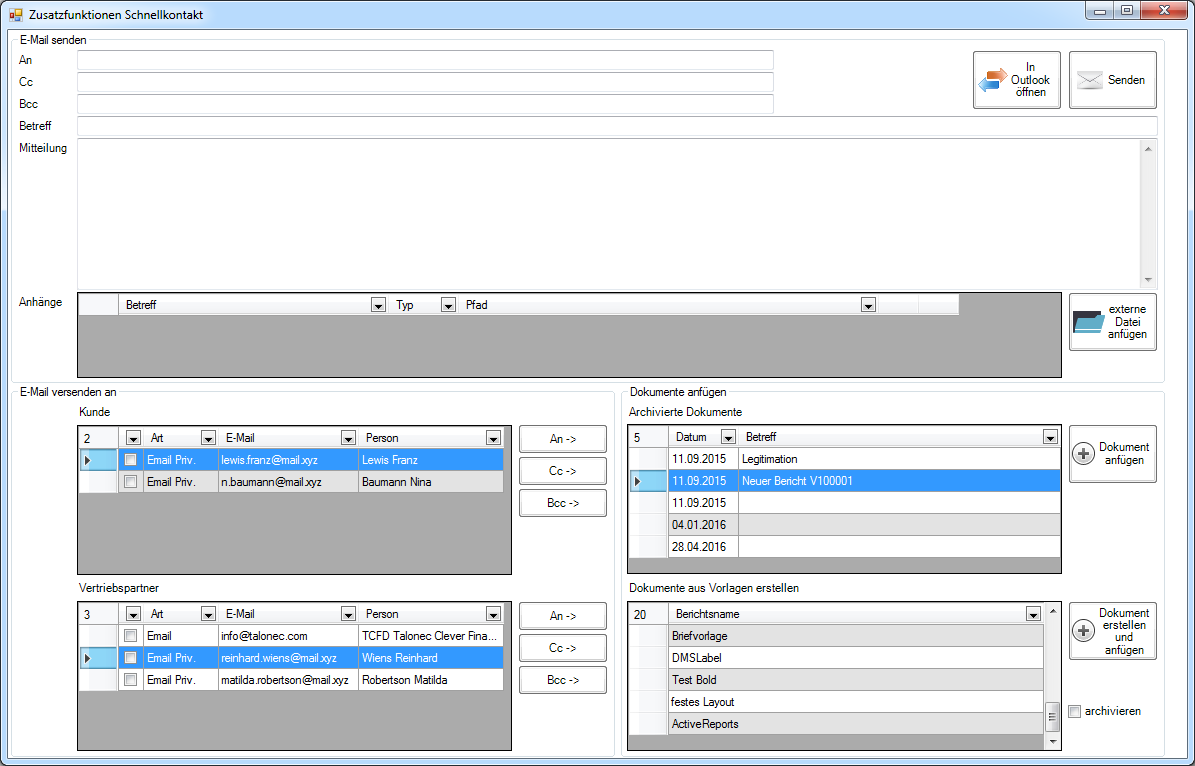 Zusatzfunktionen Schnellkontakt
E-Mail senden
An
Cc
Bcc
Betreff
Mitteilung
In
Outlook
öffnen
Senden
Anhänge
Betreff Typ Pfad
externe
Datei
anfügen
E-Mail versenden an
Kunde
2 Art E-Mail Person
Email Priv. lewis.franz@mail.xyz Lewis Franz
Email Priv. n.baumann@mail.xyz Baumann Nina
An ->
Cc ->
Bcc ->
Vertriebspartner
3 Art E-Mail Person
Email info@talonec.com TCFD Talonec Clever Fina...
Email Priv. reinhard.wiens@mail.xyz Wiens Reinhard
Email Priv. matilda.robertson@mail.xyz Robertson Matilda
An ->
Cc ->
Bcc ->
Dokumente anfügen
Archivierte Dokumente
5 Datum Betreff
11.09.2015 Legitimation
11.09.2015 Neuer Bericht V100001
11.09.2015
04.01.2016
28.04.2016
Dokument
anfügen
Dokumente aus Vorlagen erstellen
20 Berichtsname
Briefvorlage
DMSLabel
Test Bold
festes Layout
ActiveReports
Dokument
erstellen
und
anfügen
archivieren